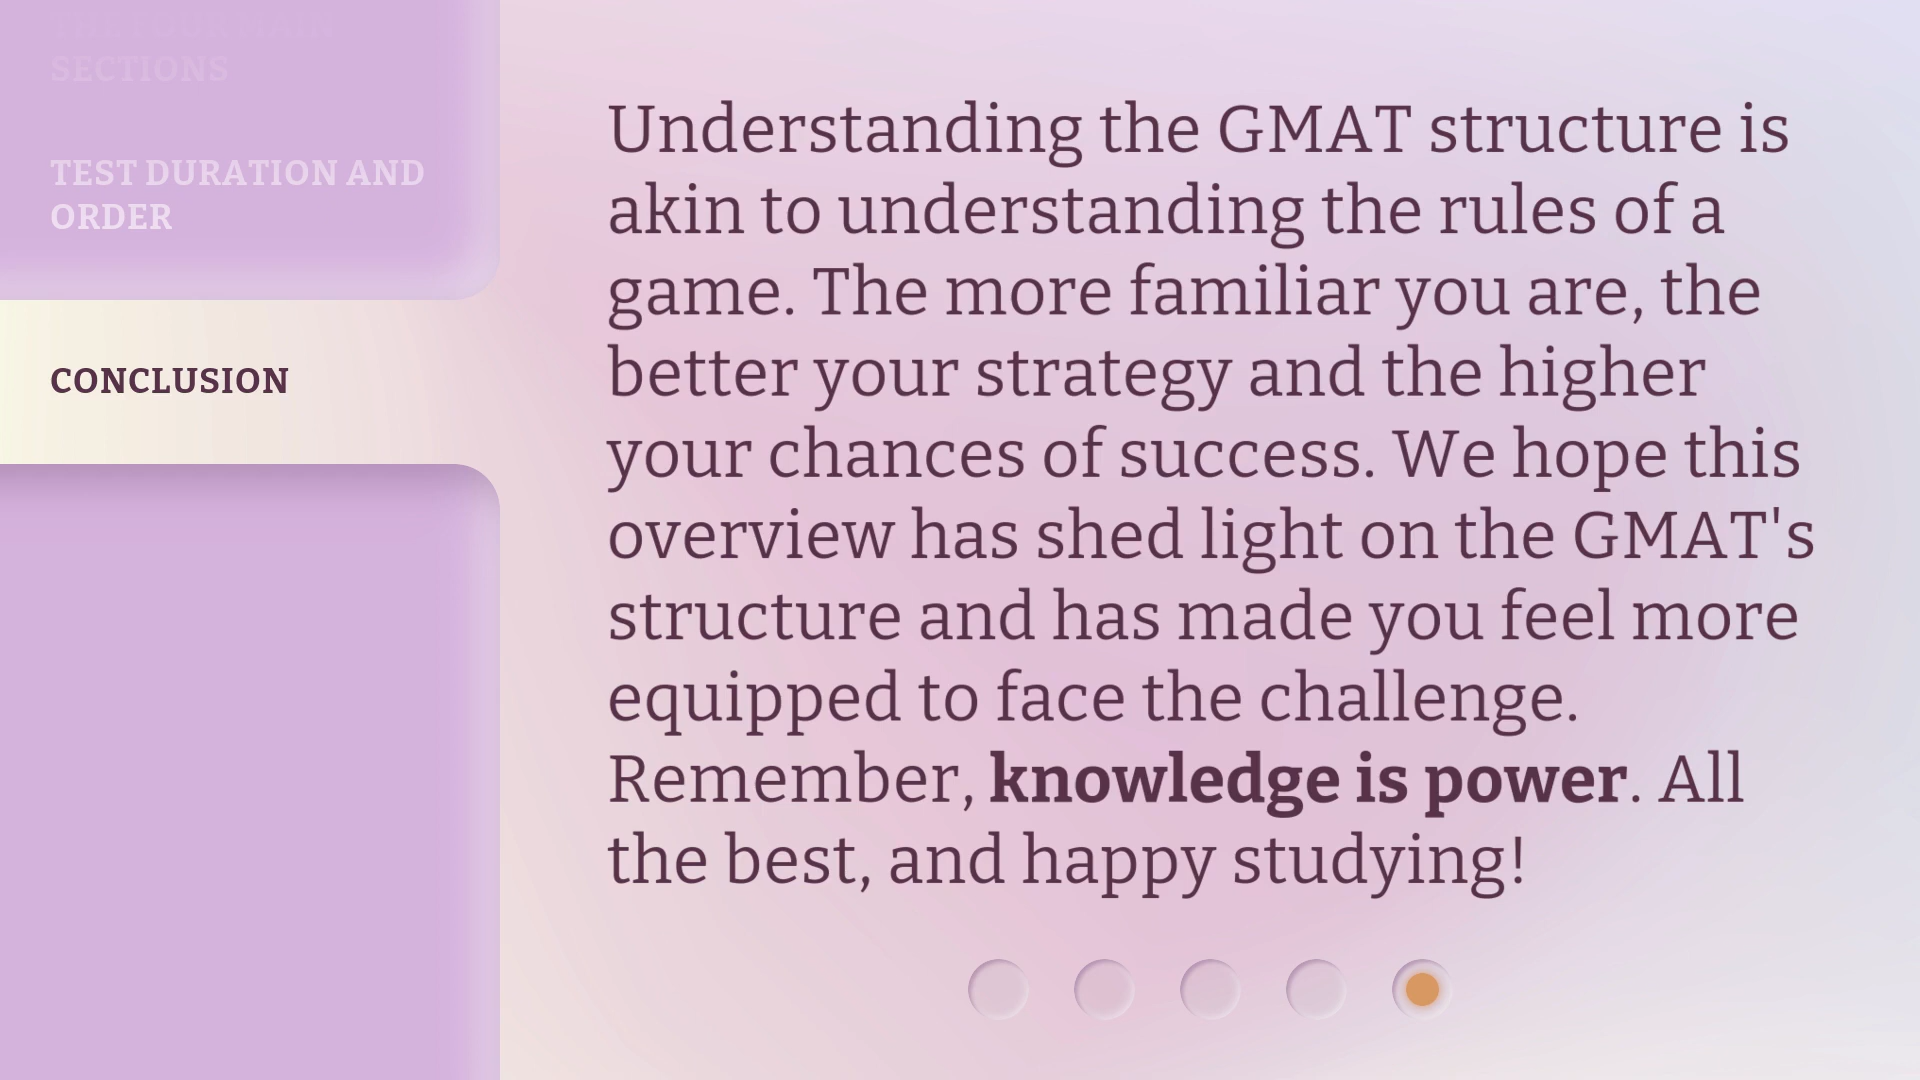 THE FOUR MAIN
SECTIONS
TEST DURATION AND
ORDER
CONCLUSION
Understanding the GMAT structure is
akin to understanding the rules of a
game. The more familiar you are, the
better your strategy and the higher
your chances of success. We hope this
overview has shed light on the GMAT's
structure and has made you feel more
equipped to face the challenge.
Remember, knowledge is power. All
the best, and happy studying!